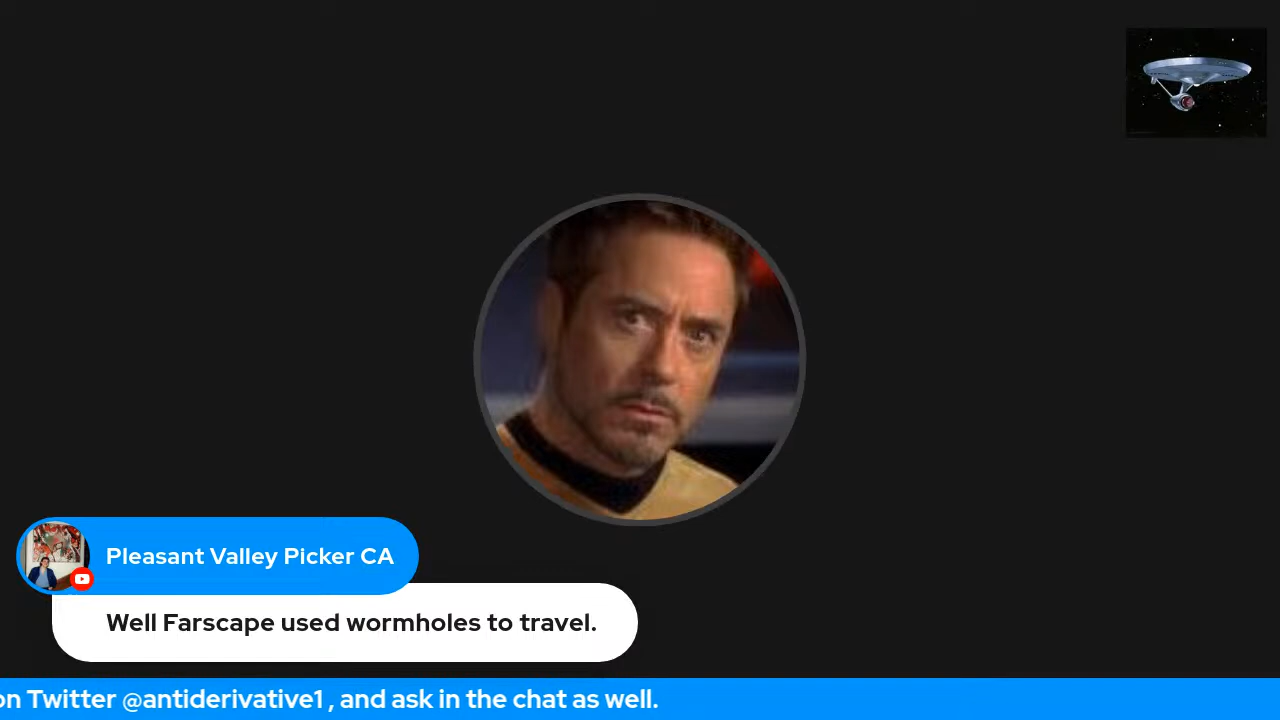 Pleasant Valley Picker CA
Well Farscape used wormholes to travel.
on Twitter @antiderivative1 , and ask in the chat as well.